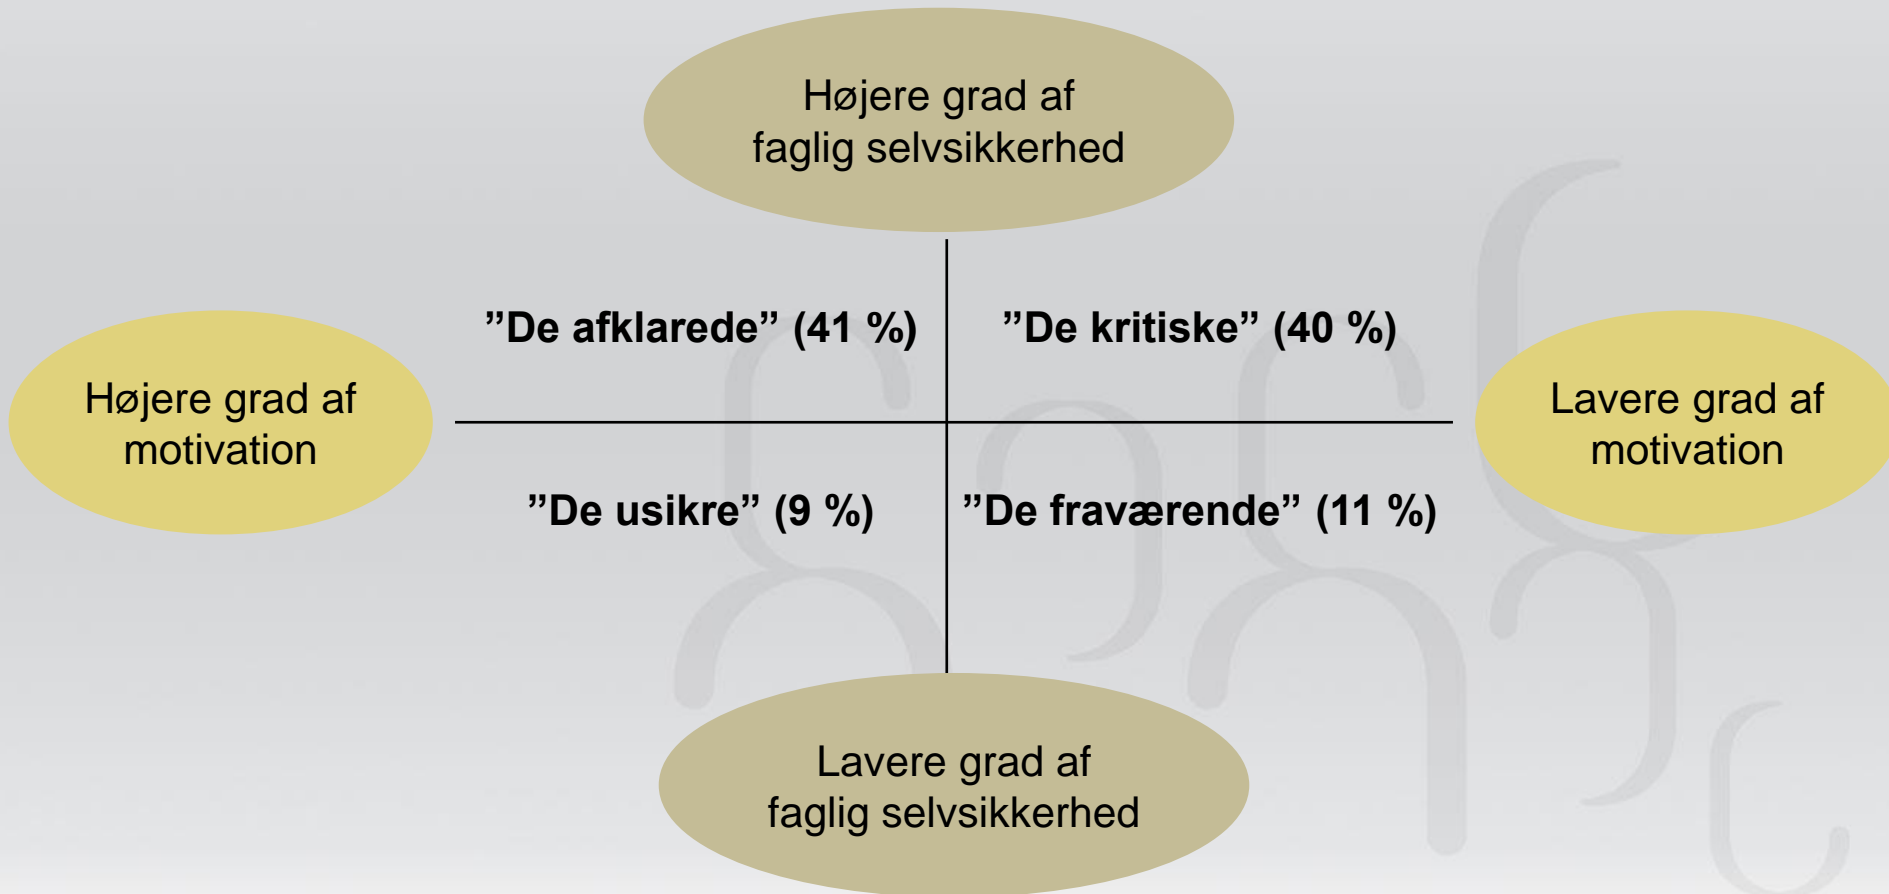 Højere grad af
faglig selvsikkerhed
”De afklarede” (41 %)
”De kritiske” (40 %)
Højere grad af
motivation
Lavere grad af
motivation
”De usikre” (9 %)
”De fraværende” (11 %)
Lavere grad af
faglig selvsikkerhed